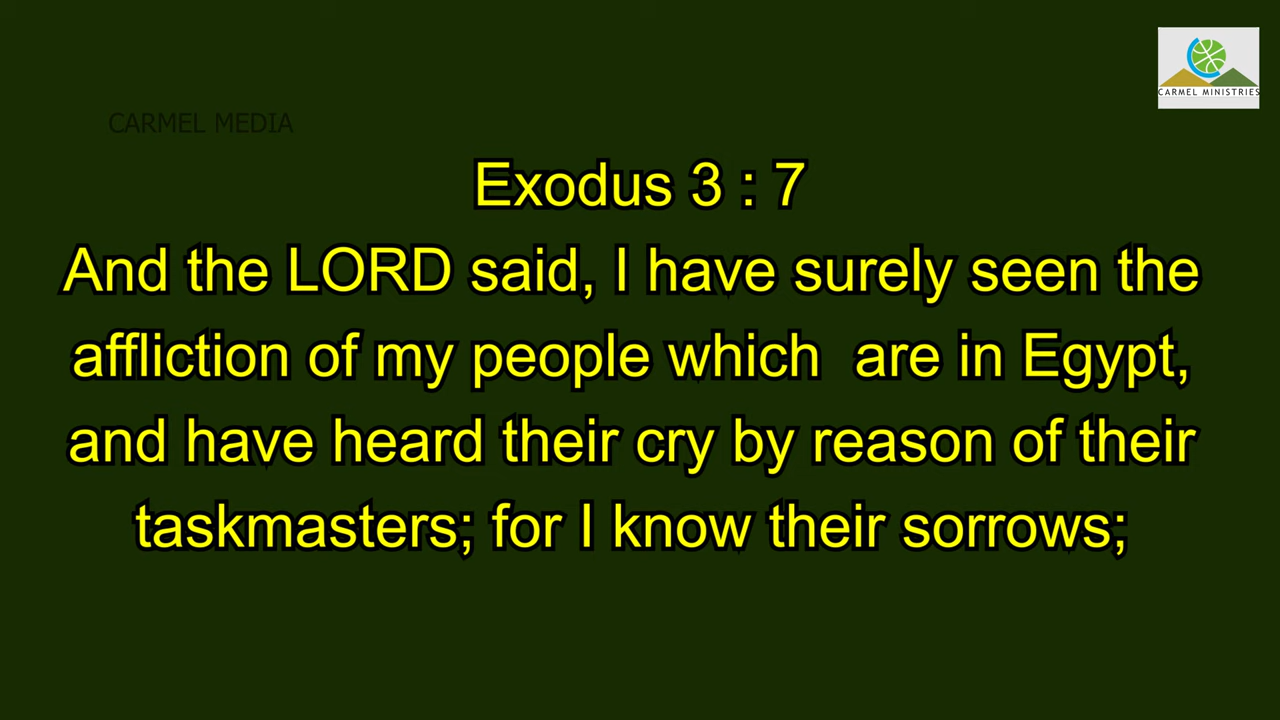 CARMEL MINISTRIES
CARMEL MEDIA
Exodus 3 : 7
And the LORD said, I have surely seen the
affliction of my people which  are in Egypt,
and have heard their cry by reason of their
taskmasters; for I know their sorrows;